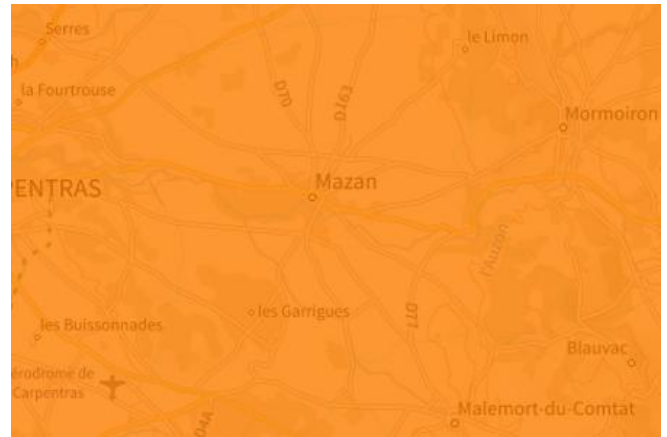 Serres
le Limon
h
la Fourtrouse
D70
D163
Mormoiron
Mazan
PENTRAS
l'Auzon
D77
les Garrigues
les Buissonnades
Blauvac
érodrome de
Carpentras
04A
Malemort-du-Comtat